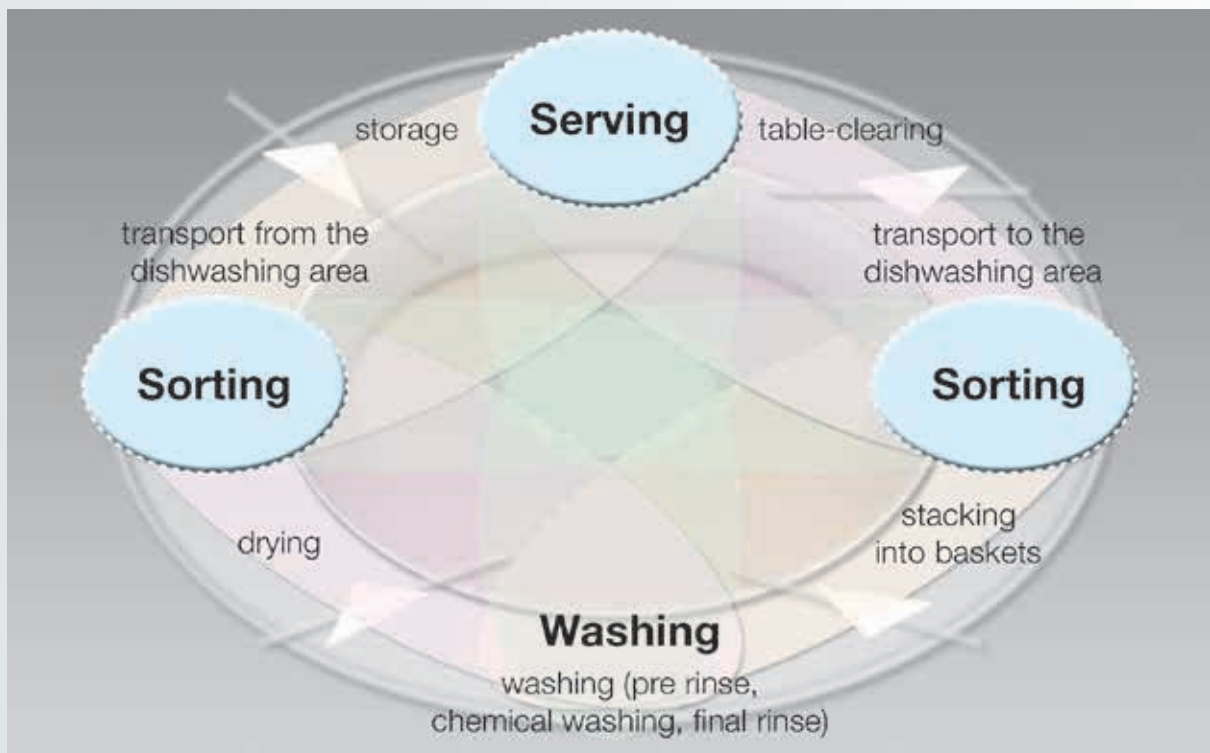 Serving
storage
table-clearing
transport from the
dishwashing area
transport to the
dishwashing area
Sorting
Sorting
drying
stacking
into baskets
Washing
washing (pre rinse,
chemical washing, final rinse)